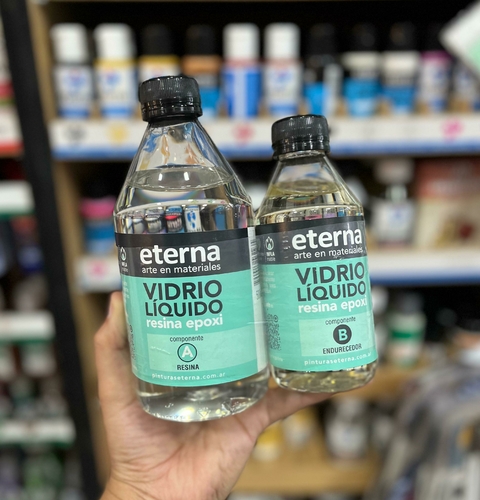 eterna
arte en materiales
VIDRIO
LÍQUIDO
resina epoxi
componente
A
RESINA
pinturaseterna.com.ar
eterna
arte en materiales
VIDRIO
LÍQUIDO
resina epoxi
componente
B
ENDURECEDOR
pinturaseterna.com.ar